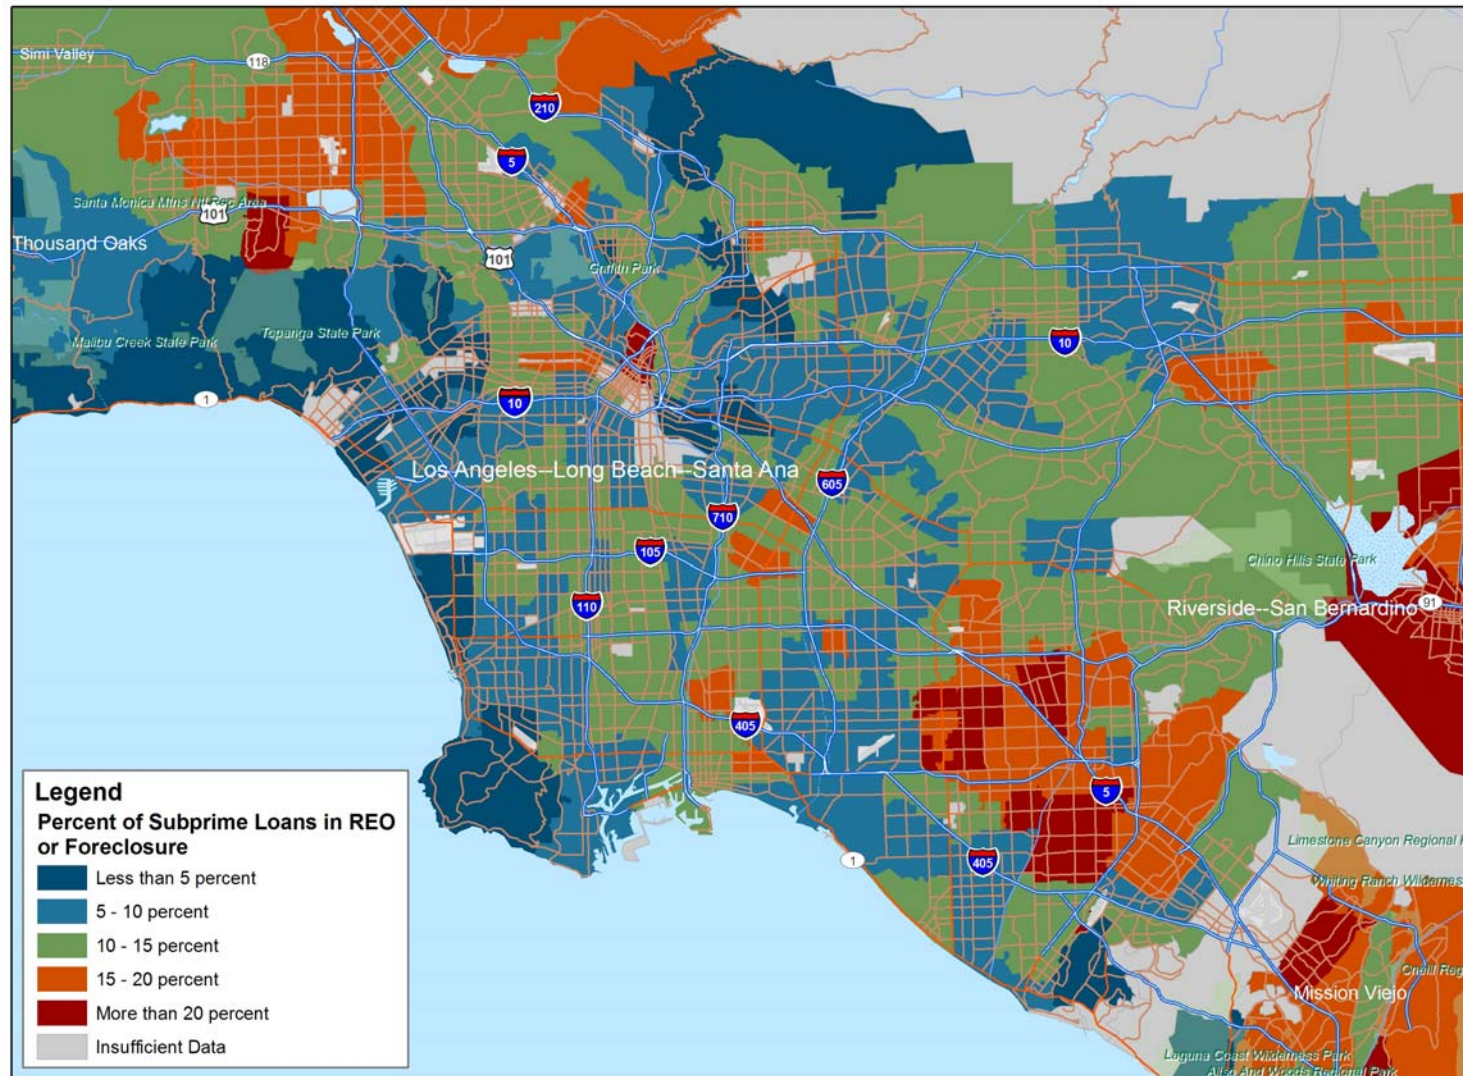 Simi Valley
118
210
5
Santa Monica Mtns Ntl Rec Area
101
Thousand Oaks
101
Griffith Park
Topanga State Park
Malibu Creek State Park
10
1
10
Los Angeles--Long Beach--Santa Ana
605
710
105
Chino Hills State Park
110
Riverside--San Bernardino
91
405
5
Legend
Percent of Subprime Loans in REO
or Foreclosure
Less than 5 percent
5 - 10 percent
10 - 15 percent
15 - 20 percent
More than 20 percent
Insufficient Data
1
405
Limestone Canyon Regional
Whiting Ranch Wilderness
Oneill Reg
Mission Viejo
Laguna Coast Wilderness Park
Aliso And Woods Regional Park